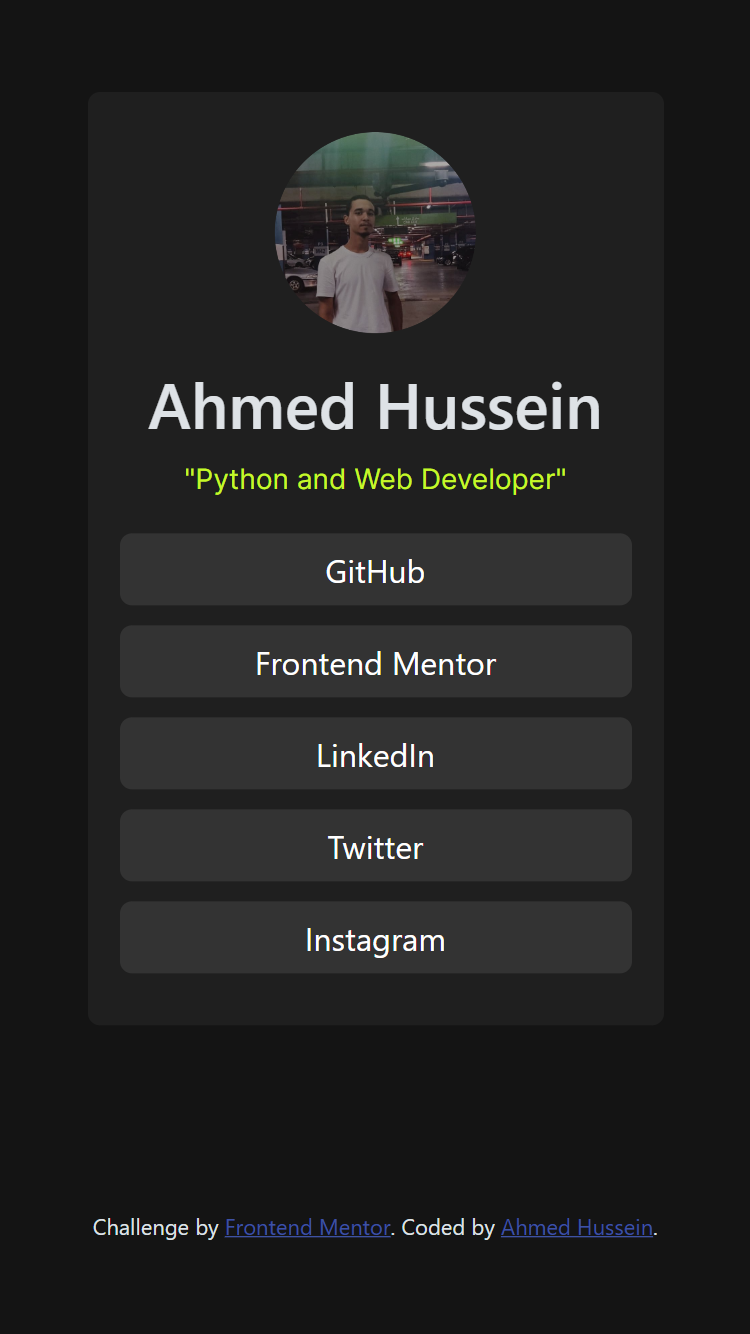 Ahmed Hussein
"Python and Web Developer"
GitHub
Frontend Mentor
LinkedIn
Twitter
Instagram
Challenge by Frontend Mentor. Coded by Ahmed Hussein.